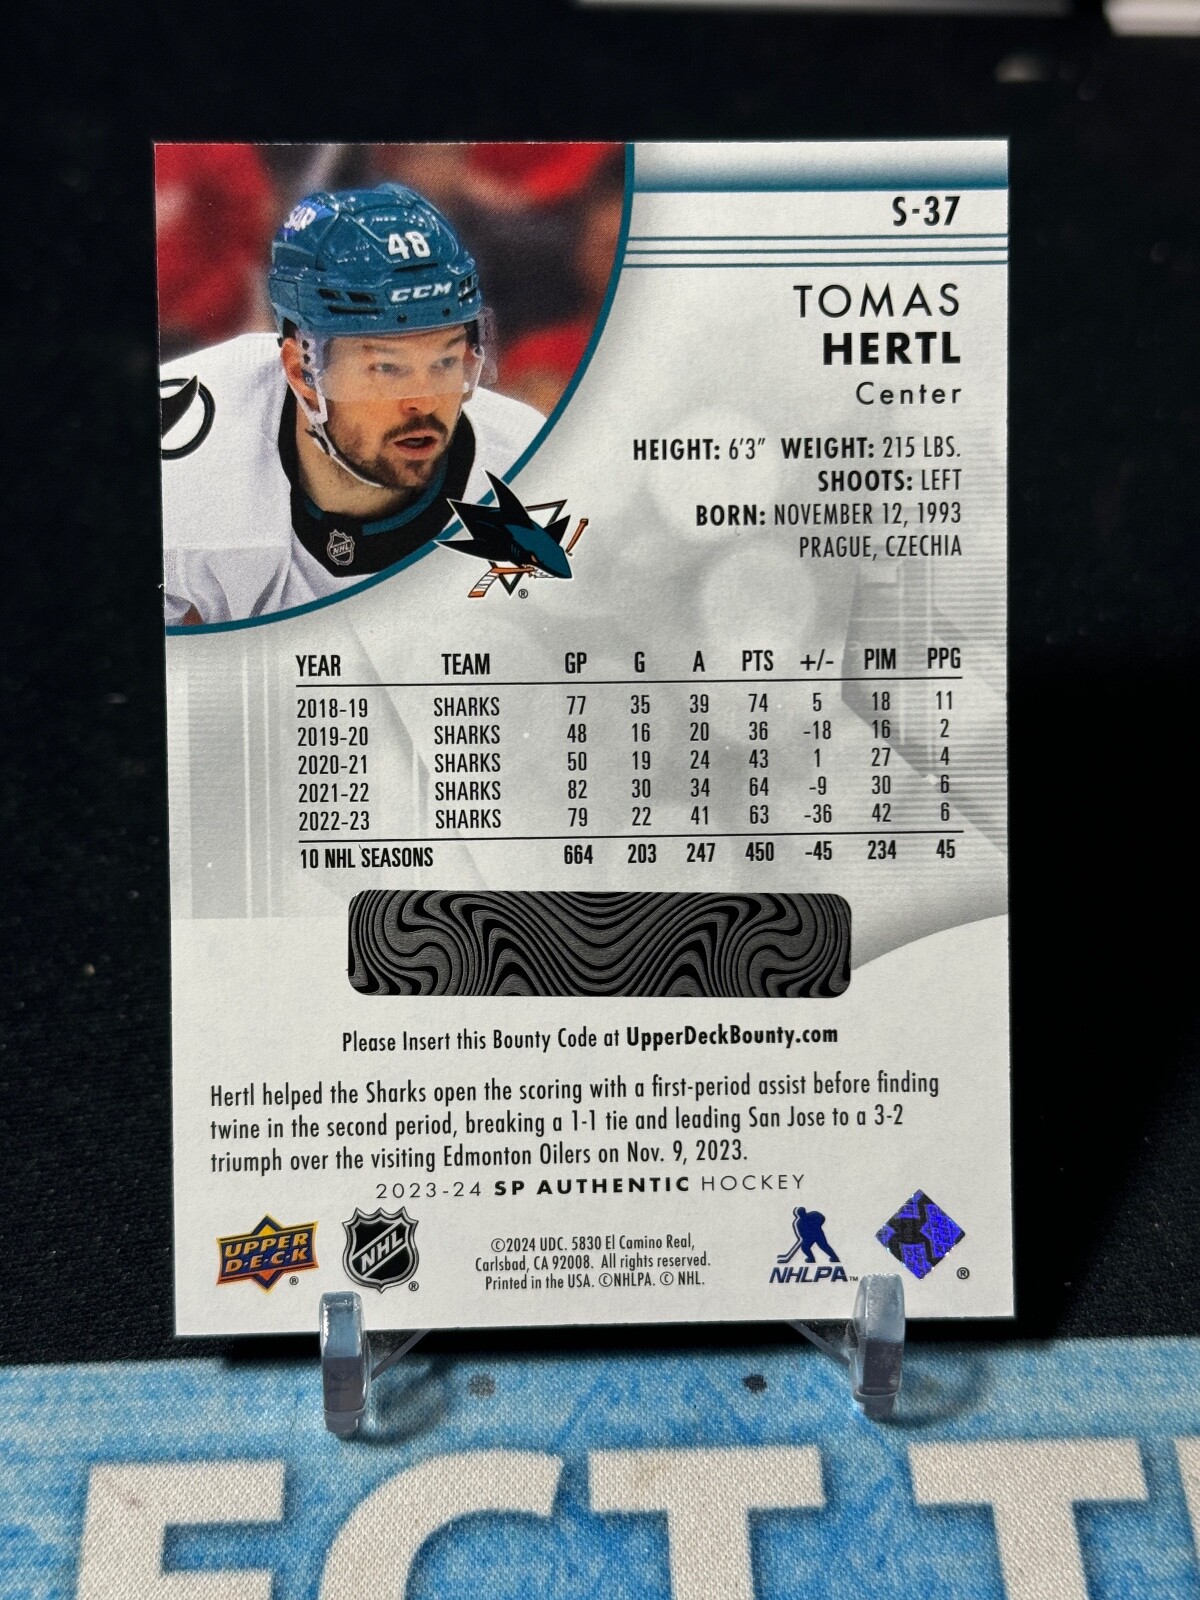 S-37
TOMAS
HERTL
Center
HEIGHT: 6'3" WEIGHT: 215 LBS.
SHOOTS: LEFT
BORN: NOVEMBER 12, 1993
PRAGUE, CZECHIA
SAP
48
CCM
NHL
®
YEAR TEAM GP G A PTS +/- PIM PPG
2018-19 SHARKS 77 35 39 74 5 18 11
2019-20 SHARKS 48 16 20 36 -18 16 2
2020-21 SHARKS 50 19 24 43 1 27 4
2021-22 SHARKS 82 30 34 64 -9 30 6
2022-23 SHARKS 79 22 41 63 -36 42 6
10 NHL SEASONS 664 203 247 450 -45 234 45
Please Insert this Bounty Code at UpperDeckBounty.com
Hertl helped the Sharks open the scoring with a first-period assist before finding
twine in the second period, breaking a 1-1 tie and leading San Jose to a 3-2
triumph over the visiting Edmonton Oilers on Nov. 9, 2023.
2023-24 SP AUTHENTIC HOCKEY
UPPER
D·E·C·K
®
NHL
®
©2024 UDC. 5830 El Camino Real,
Carlsbad, CA 92008. All rights reserved.
Printed in the USA. ©NHLPA. © NHL.
NHLPA™
®
ECT T